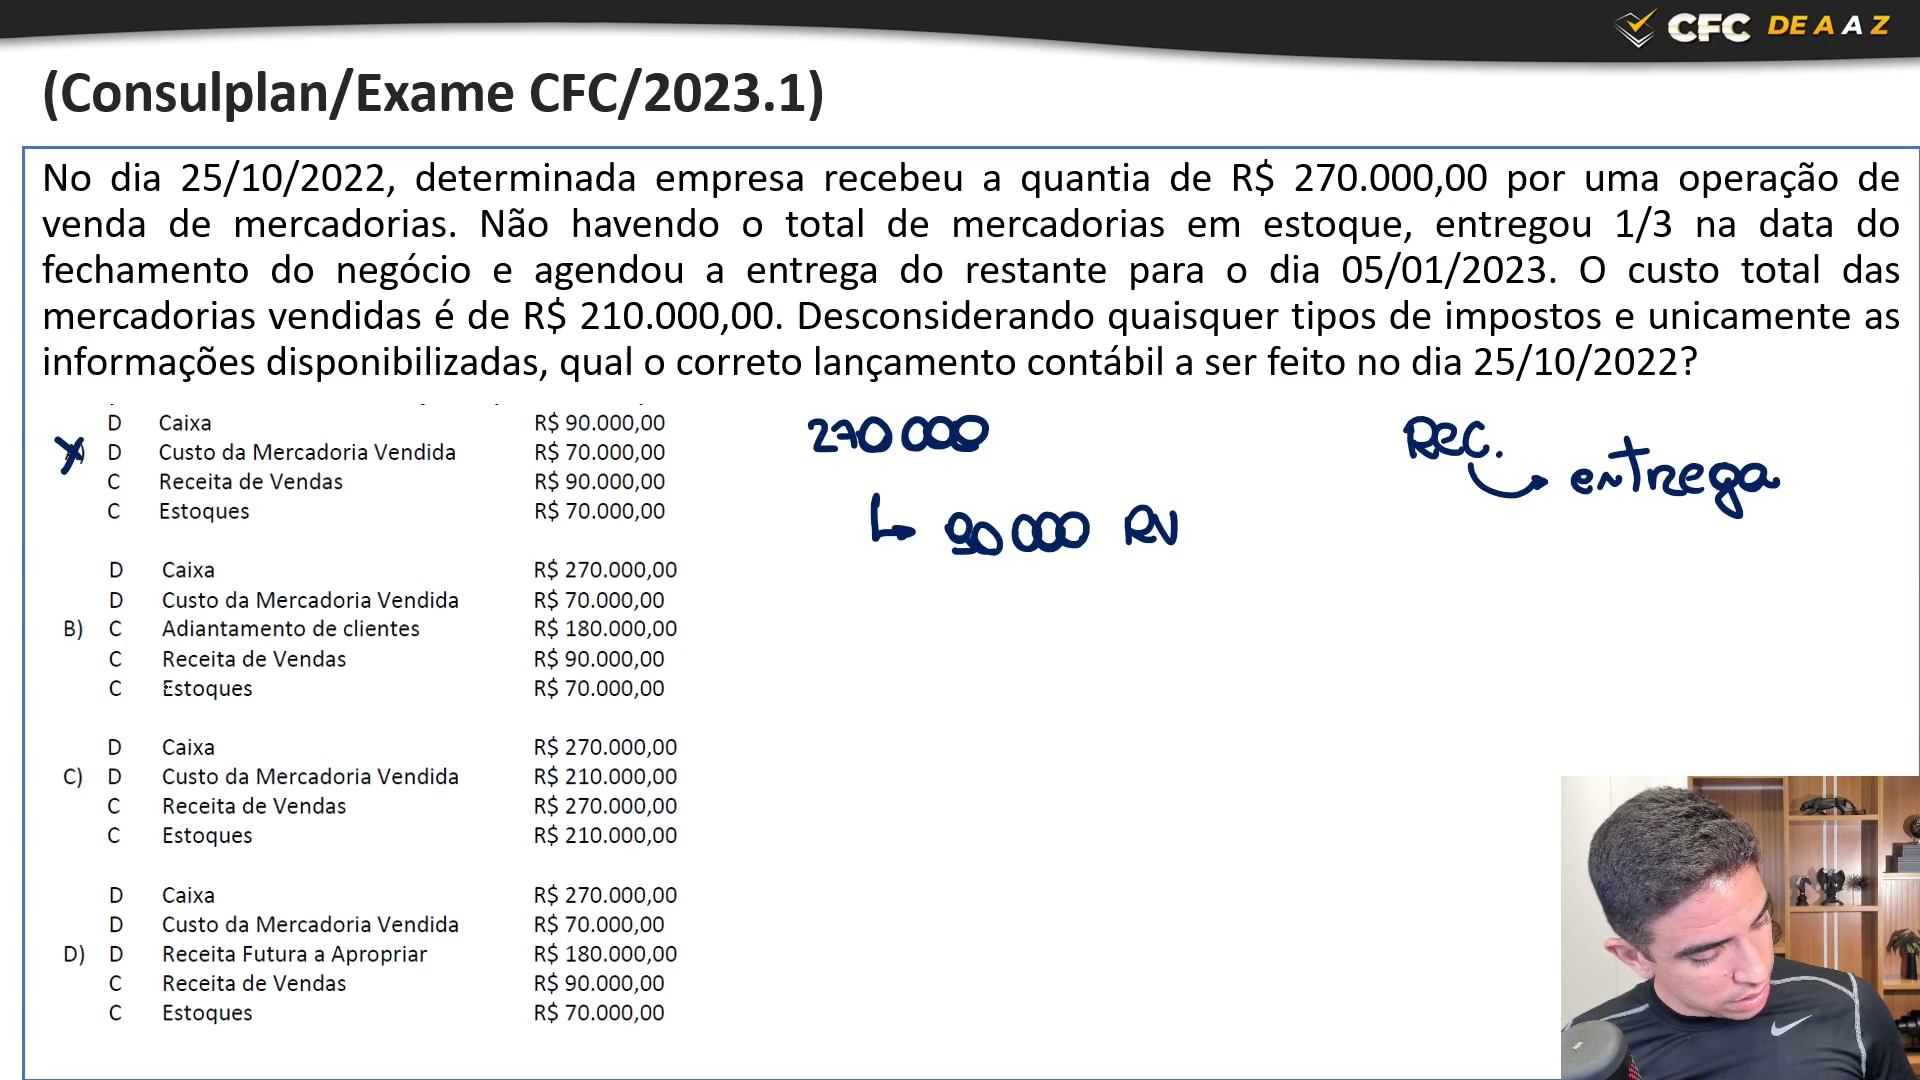 CFC DE A A Z
(Consulplan/Exame CFC/2023.1)
No dia 25/10/2022, determinada empresa recebeu a quantia de R$ 270.000,00 por uma operação de
venda de mercadorias. Não havendo o total de mercadorias em estoque, entregou 1/3 na data do
fechamento do negócio e agendou a entrega do restante para o dia 05/01/2023. O custo total das
mercadorias vendidas é de R$ 210.000,00. Desconsiderando quaisquer tipos de impostos e unicamente as
informações disponibilizadas, qual o correto lançamento contábil a ser feito no dia 25/10/2022?
D Caixa R$ 90.000,00
D Custo da Mercadoria Vendida R$ 70.000,00
C Receita de Vendas R$ 90.000,00
C Estoques R$ 70.000,00
D Caixa R$ 270.000,00
D Custo da Mercadoria Vendida R$ 70.000,00
B) C Adiantamento de clientes R$ 180.000,00
C Receita de Vendas R$ 90.000,00
C Estoques R$ 70.000,00
D Caixa R$ 270.000,00
C) D Custo da Mercadoria Vendida R$ 210.000,00
C Receita de Vendas R$ 270.000,00
C Estoques R$ 210.000,00
D Caixa R$ 270.000,00
D Custo da Mercadoria Vendida R$ 70.000,00
D) D Receita Futura a Apropriar R$ 180.000,00
C Receita de Vendas R$ 90.000,00
C Estoques R$ 70.000,00
270 000
90 000 RV
Rec.
entrega